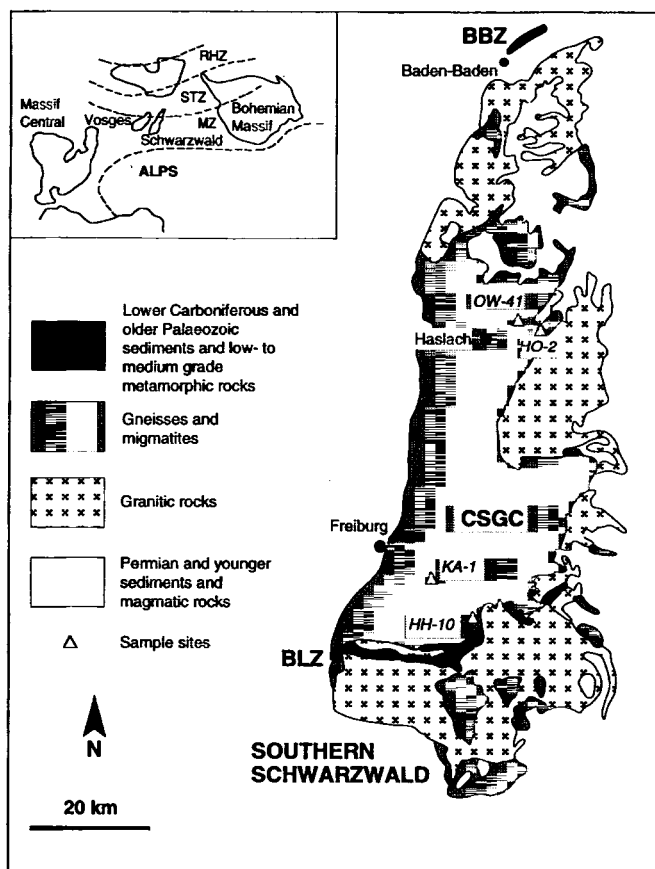 BBZ
Baden-Baden
RHZ
STZ
Massif
Central
Vosges
MZ
Bohemian
Massif
Schwarzwald
ALPS
OW-41
Haslach
HO-2
Lower Carboniferous and
older Palaeozoic
sediments and low- to
medium grade
metamorphic rocks
Gneisses and
migmatites
Granitic rocks
Permian and younger
sediments and
magmatic rocks
Sample sites
CSGC
Freiburg
KA-1
HH-10
BLZ
N
SOUTHERN
SCHWARZWALD
20 km